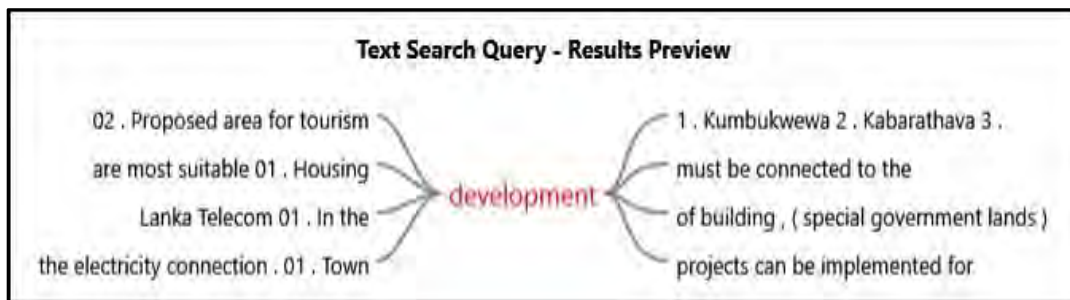 Text Search Query - Results Preview
02 . Proposed area for tourism
are most suitable 01 . Housing
Lanka Telecom 01 . In the
the electricity connection . 01 . Town
development
1 . Kumbukwewa 2 . Kabarathava 3 .
must be connected to the
of building , ( special government lands )
projects can be implemented for